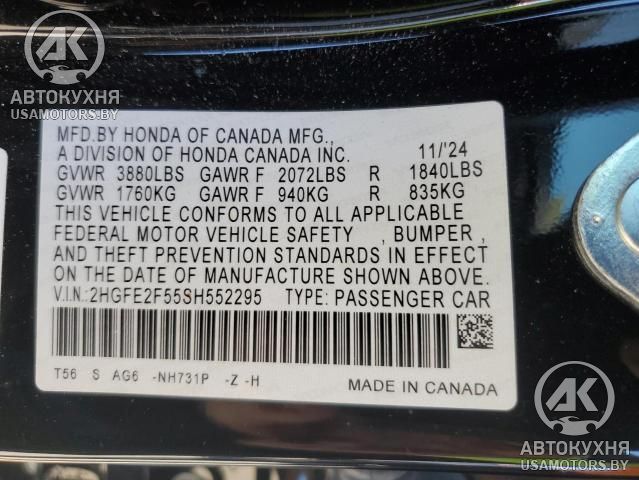 АК
АВТОКУХНЯ
USAMOTORS.BY
MFD.BY HONDA OF CANADA MFG.,
A DIVISION OF HONDA CANADA INC. 11/'24
GVWR 3880LBS GAWR F 2072LBS R 1840LBS
GVWR 1760KG GAWR F 940KG R 835KG
THIS VEHICLE CONFORMS TO ALL APPLICABLE
FEDERAL MOTOR VEHICLE SAFETY , BUMPER ,
AND THEFT PREVENTION STANDARDS IN EFFECT
ON THE DATE OF MANUFACTURE SHOWN ABOVE.
V.I.N.:2HGFE2F55SH552295 TYPE: PASSENGER CAR
T56 S AG6 -NH731P -Z -H
MADE IN CANADA
АК
АВТОКУХНЯ
USAMOTORS.BY